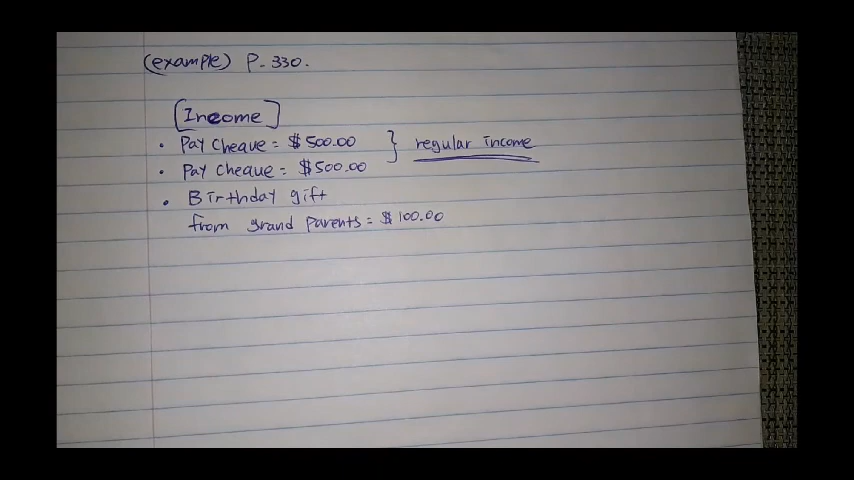 (example) P-330.
[Income]
• Pay Cheque = $500.00 } regular income
• Pay Cheque = $500.00
• Birthday gift
from grand parents = $100.00